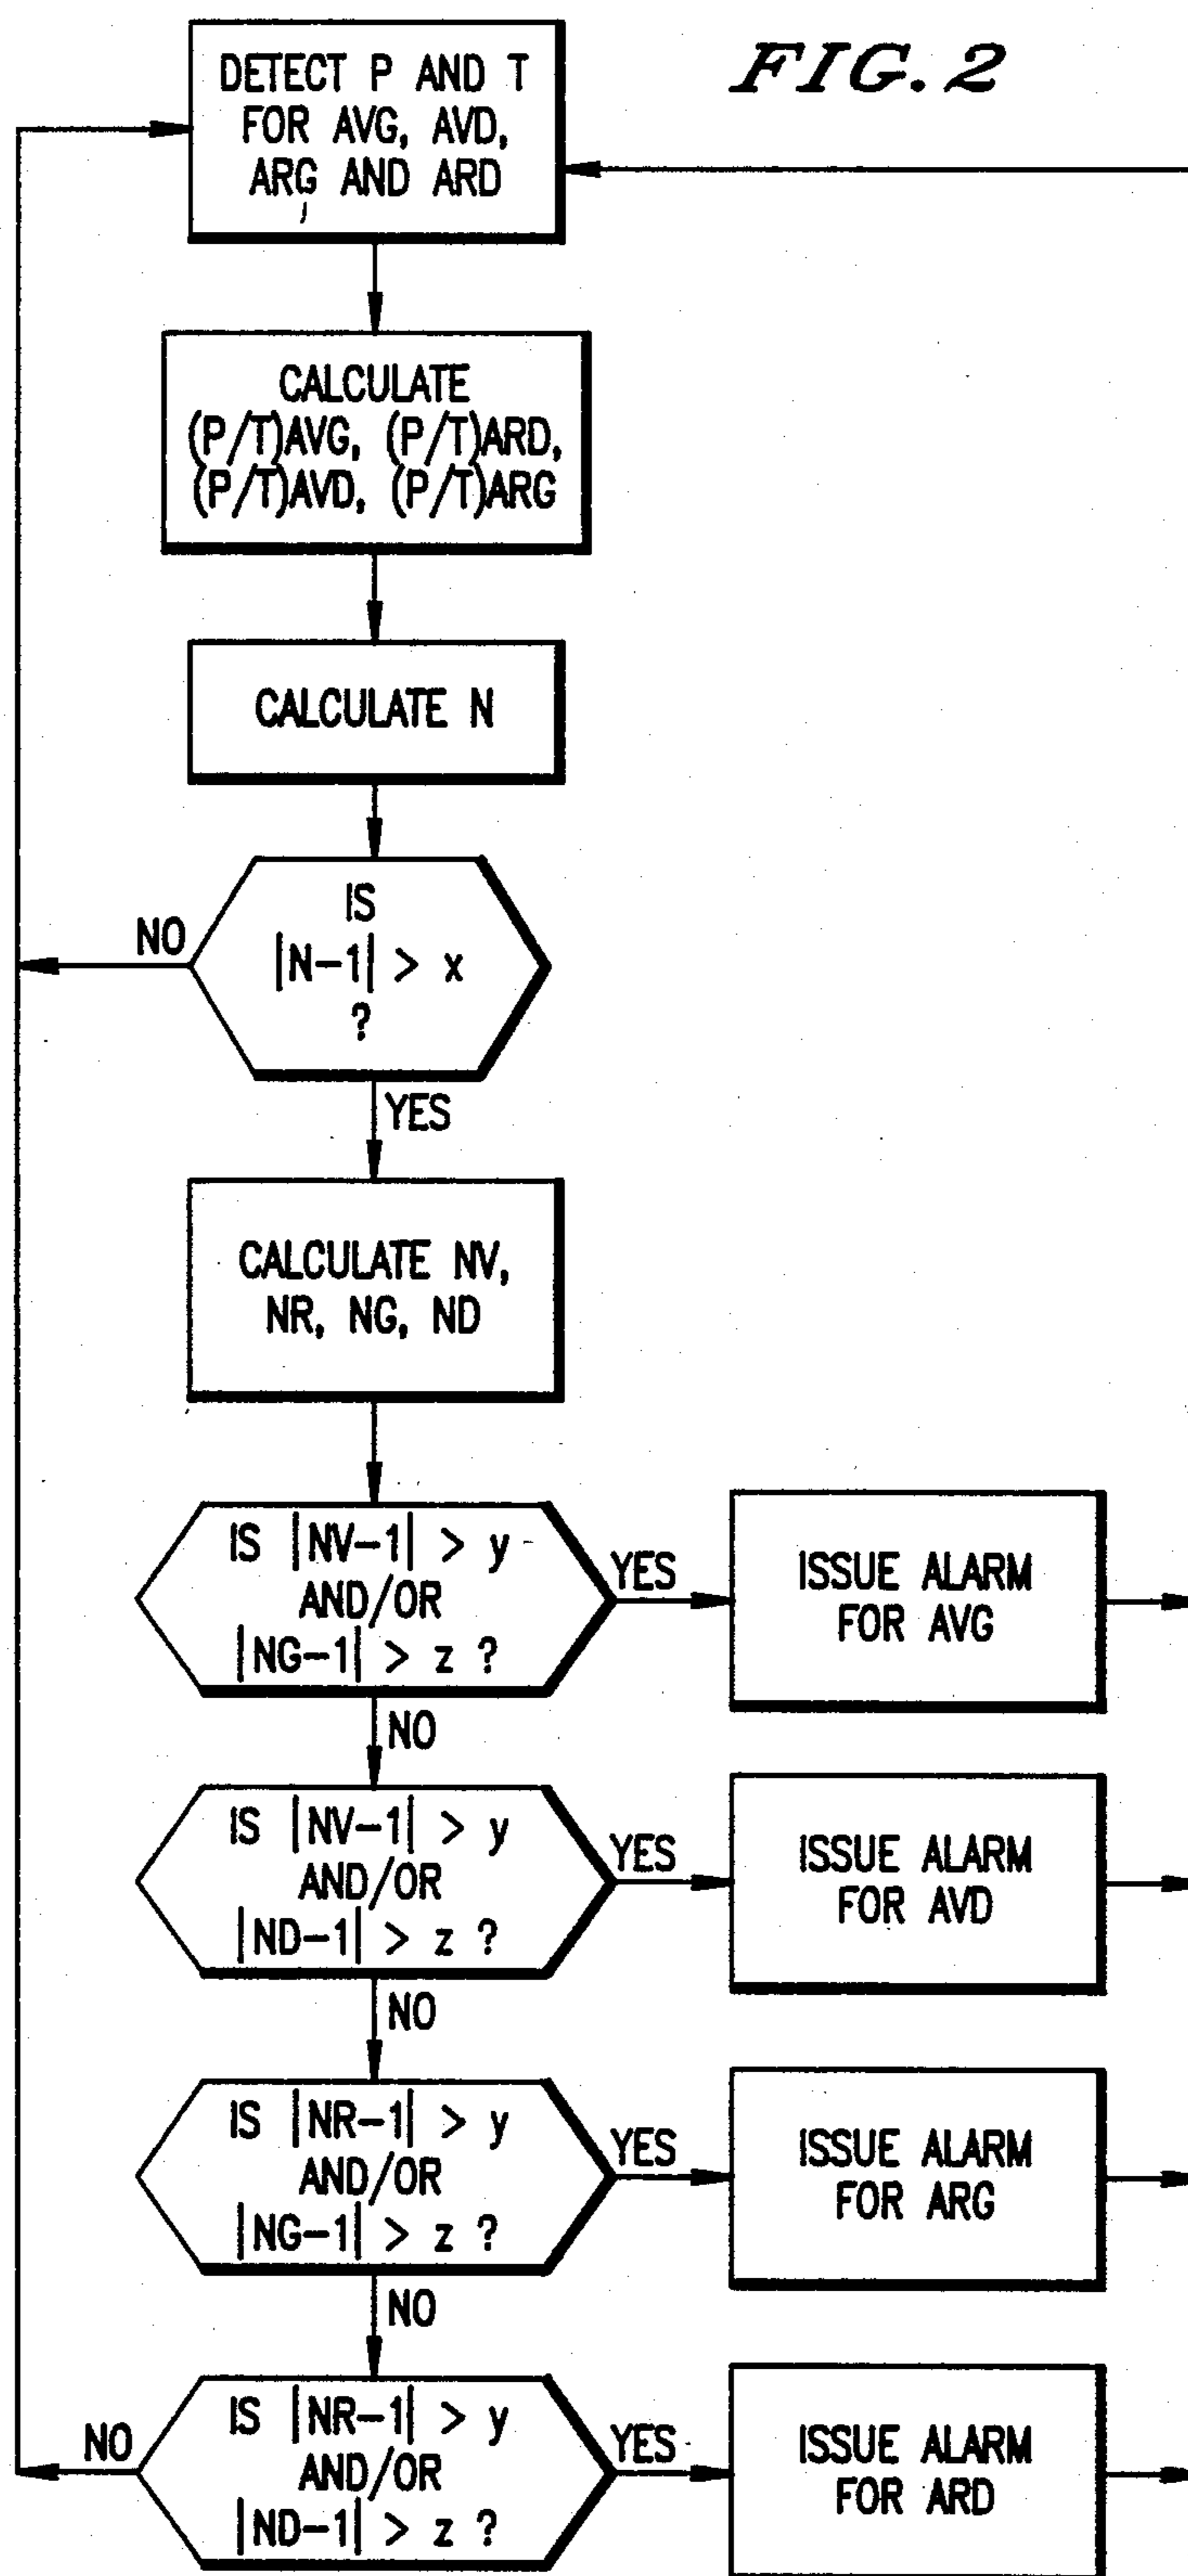 FIG. 2
DETECT P AND T
FOR AVG, AVD,
ARG AND ARD
CALCULATE
(P/T)AVG, (P/T)ARD,
(P/T)AVD, (P/T)ARG
CALCULATE N
IS
|N-1| > x
?
NO
YES
CALCULATE NV,
NR, NG, ND
IS |NV-1| > y
AND/OR
|NG-1| > z ?
YES
ISSUE ALARM
FOR AVG
NO
IS |NV-1| > y
AND/OR
|ND-1| > z ?
YES
ISSUE ALARM
FOR AVD
NO
IS |NR-1| > y
AND/OR
|NG-1| > z ?
YES
ISSUE ALARM
FOR ARG
NO
IS |NR-1| > y
AND/OR
|ND-1| > z ?
NO
YES
ISSUE ALARM
FOR ARD